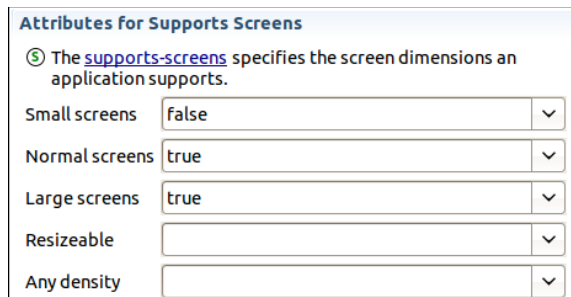 Attributes for Supports Screens
S The supports-screens specifies the screen dimensions an
application supports.
Small screens false
Normal screens true
Large screens true
Resizeable
Any density